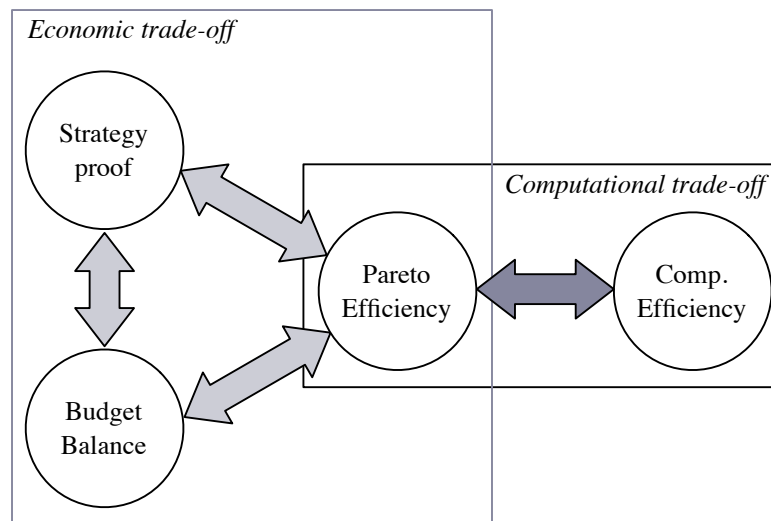 Economic trade-off
Strategy
proof
Computational trade-off
Pareto
Efficiency
Comp.
Efficiency
Budget
Balance